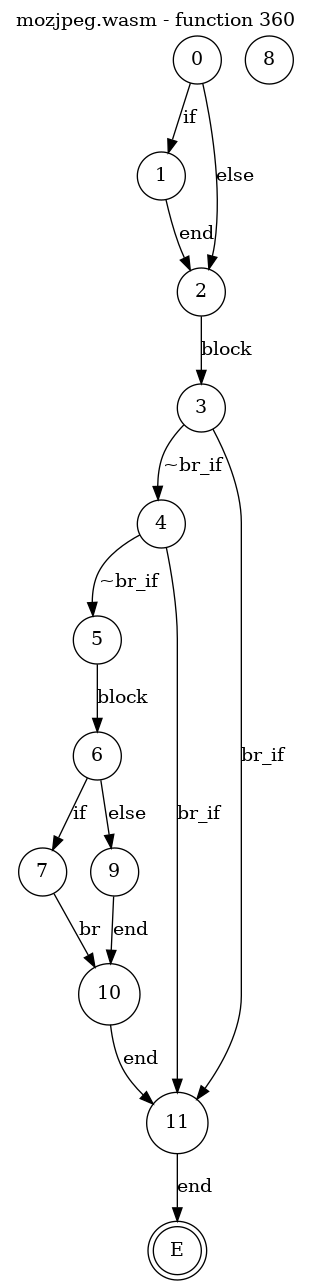 mozjpeg.wasm - function 360
0
8
if
1
else
end
2
block
3
~br_if
4
~br_if
5
block
6
br_if
if
else
br_if
7
9
br
end
10
end
11
end
E